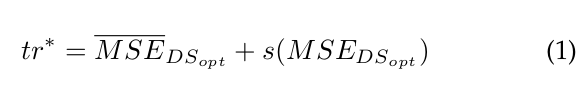 tr* = \overline{MSE}_{DS_{opt}} + s(MSE_{DS_{opt}}) (1)